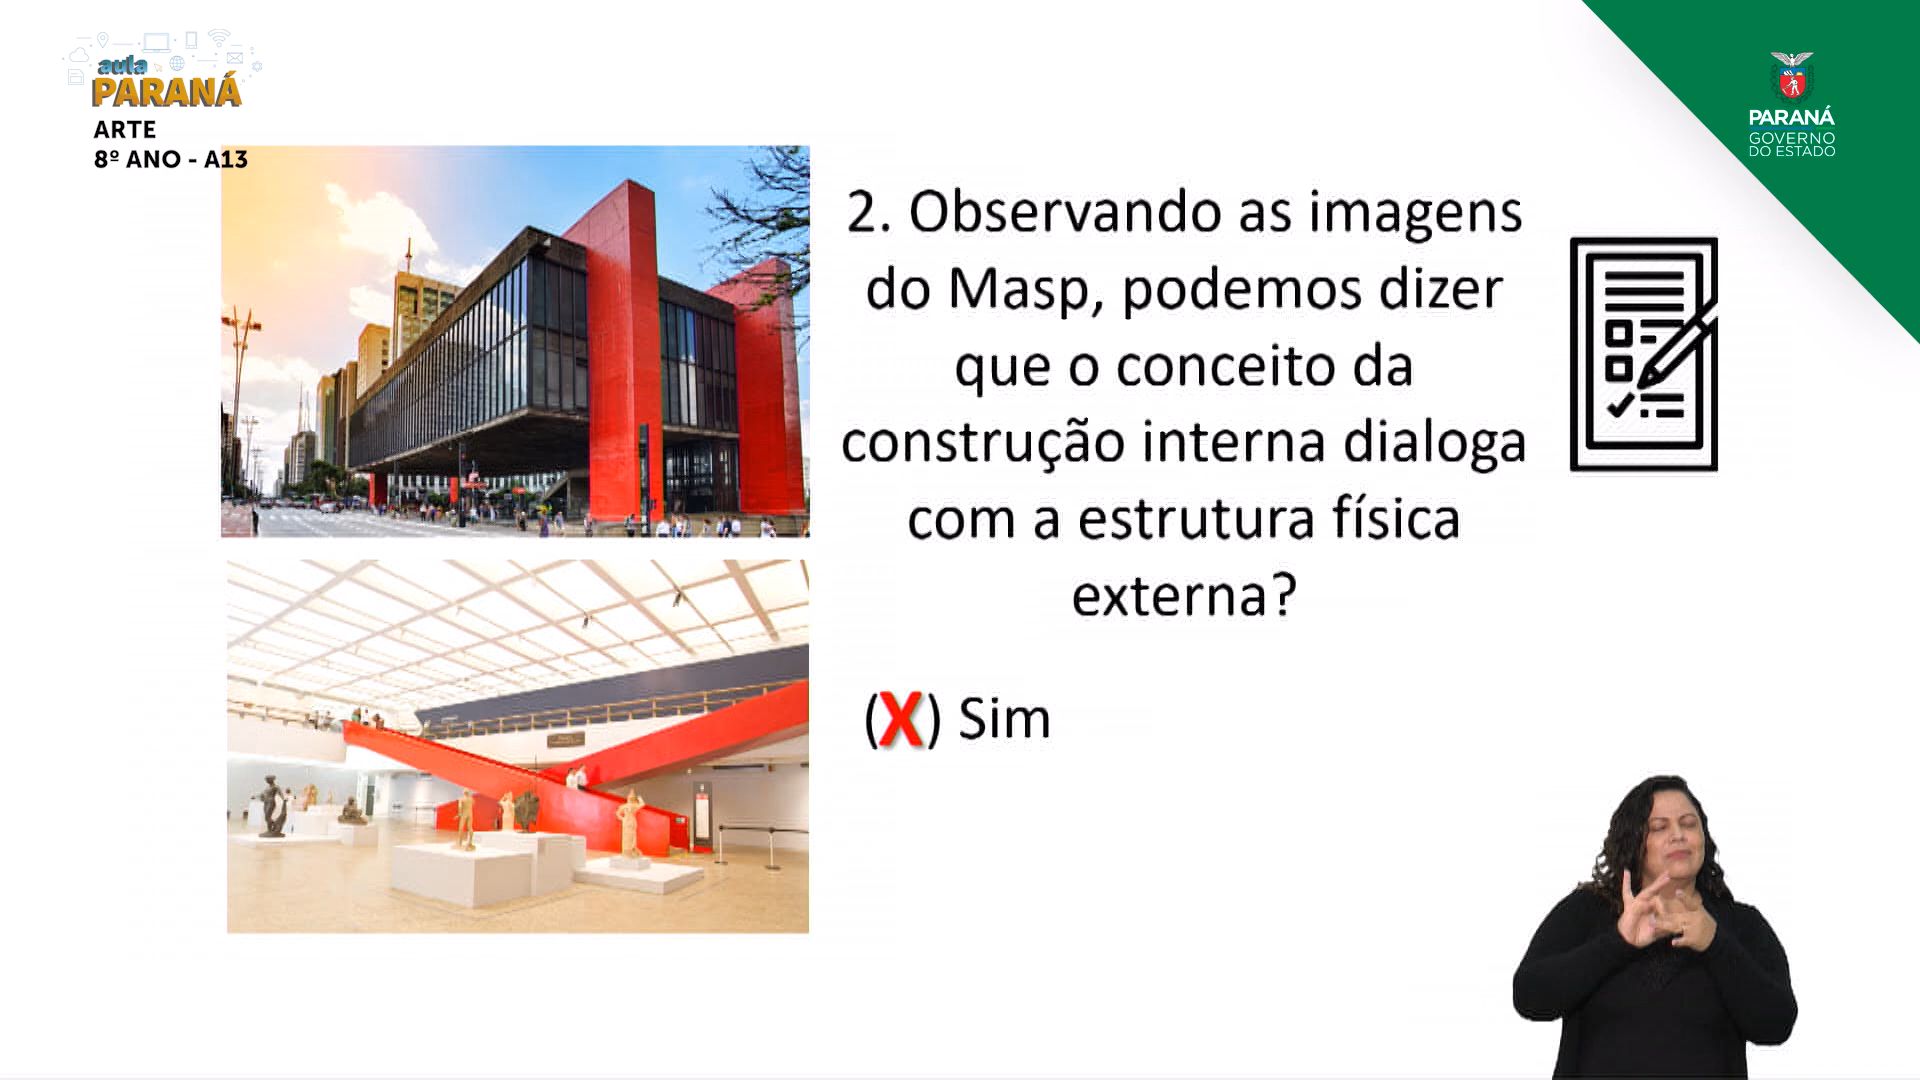 aula
PARANÁ
ARTE
8º ANO - A13
PARANÁ
GOVERNO
DO ESTADO
2. Observando as imagens
do Masp, podemos dizer
que o conceito da
construção interna dialoga
com a estrutura física
externa?
(X) Sim